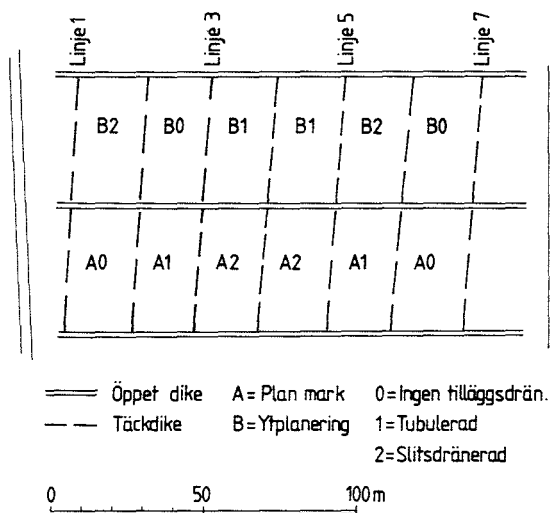 Linje 1 Linje 3 Linje 5 Linje 7
B2 B0 B1 B1 B2 B0
A0 A1 A2 A2 A1 A0
Öppet dike A = Plan mark 0 = Ingen tilläggsdrän.
Täckdike B = Ytplanering 1 = Tubulerad
2 = Slitsdränerad
0 50 100 m